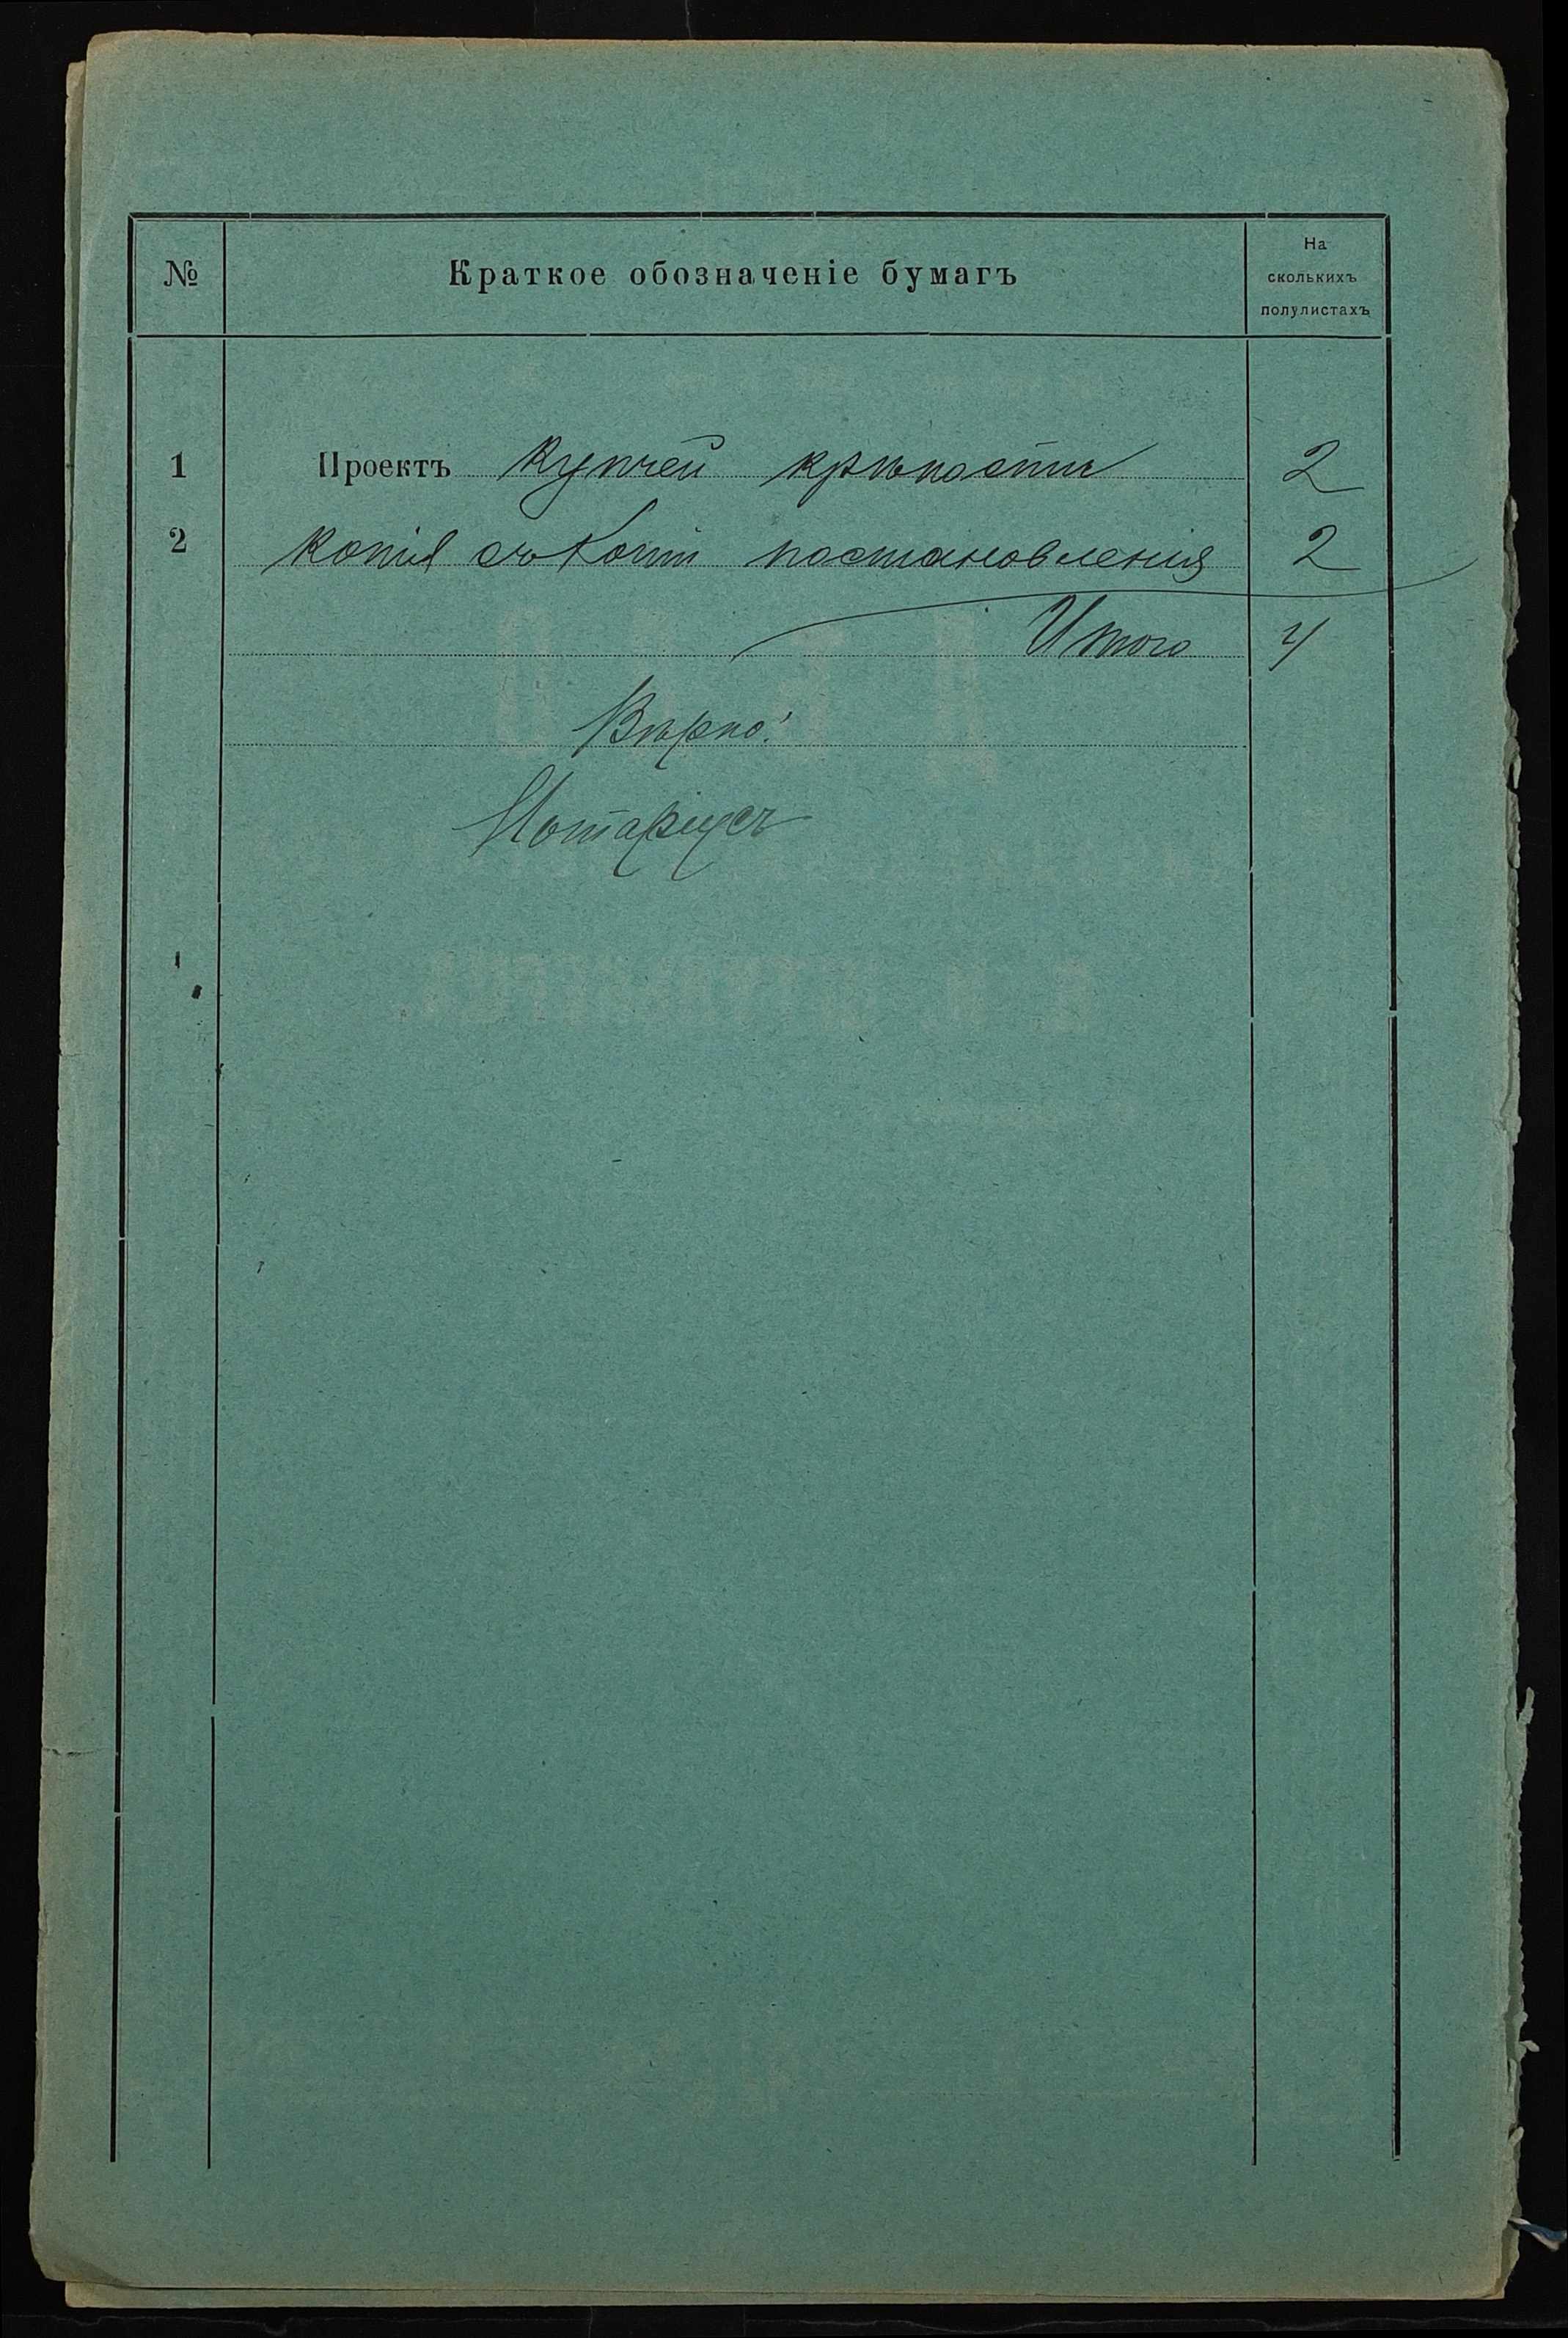 №
Краткое обозначеніе бумагъ
На
сколькихъ
полулистахъ
1 Проектъ купчей крѣпости 2
2 Копія съ копіи постановленія 2
Итого 4
Вѣрно!
Нотаріусъ